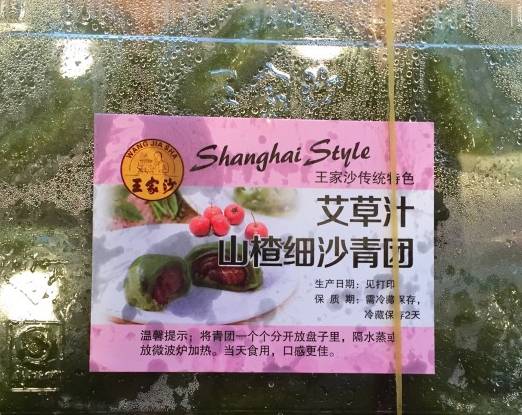 WANG JIA SHA
王家沙
Shanghai Style
王家沙传统特色
艾草汁
山楂细沙青团
生产日期：见打印
保 质 期：需冷藏保存，
冷藏保存2天
温馨提示：将青团一个个分开放盘子里，隔水蒸或
放微波炉加热。当天食用，口感更佳。